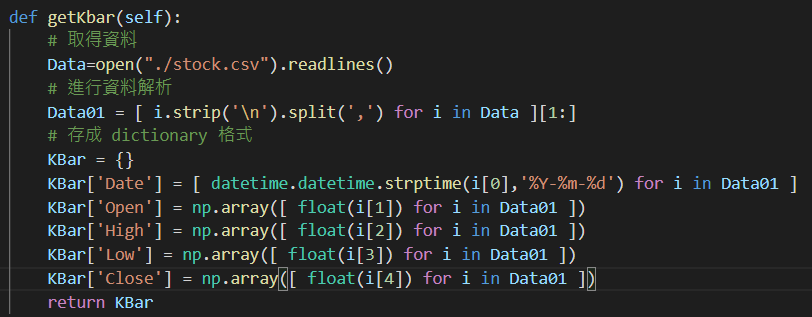 def getKbar(self):
    # 取得資料
    Data=open("./stock.csv").readlines()
    # 進行資料解析
    Data01 = [ i.strip('\n').split(',') for i in Data ][1:]
    # 存成 dictionary 格式
    KBar = {}
    KBar['Date'] = [ datetime.datetime.strptime(i[0],'%Y-%m-%d') for i in Data01 ]
    KBar['Open'] = np.array([ float(i[1]) for i in Data01 ])
    KBar['High'] = np.array([ float(i[2]) for i in Data01 ])
    KBar['Low'] = np.array([ float(i[3]) for i in Data01 ])
    KBar['Close'] = np.array([ float(i[4]) for i in Data01 ])
    return KBar